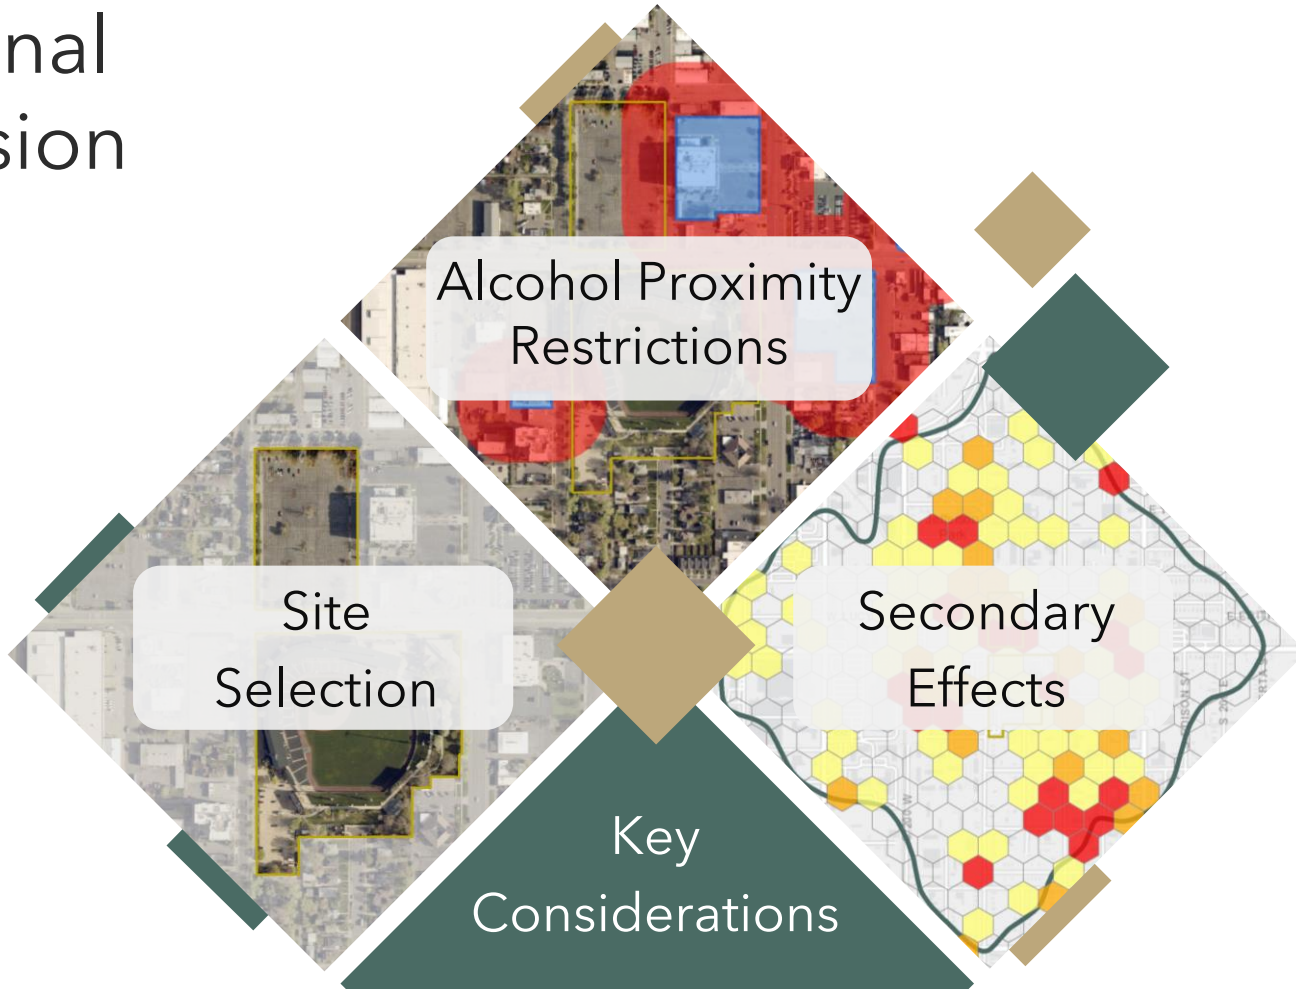 nal
sion
Alcohol Proximity
Restrictions
Site
Selection
Secondary
Effects
Key
Considerations